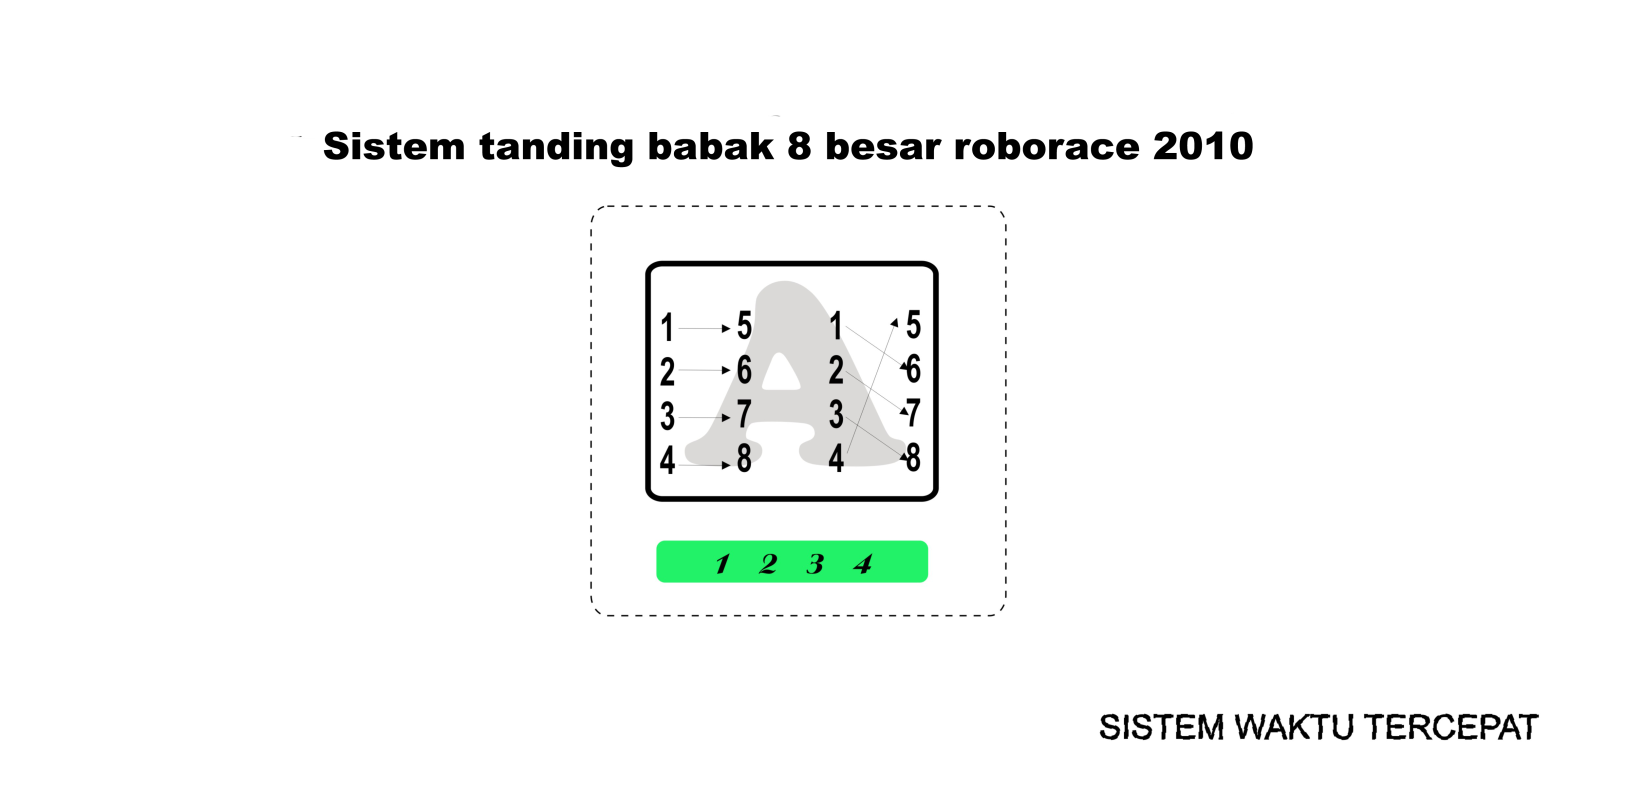 Sistem tanding babak 8 besar roborace 2010
A
1 5 1 5
2 6 2 6
3 7 3 7
4 8 4 8
1 2 3 4
SISTEM WAKTU TERCEPAT